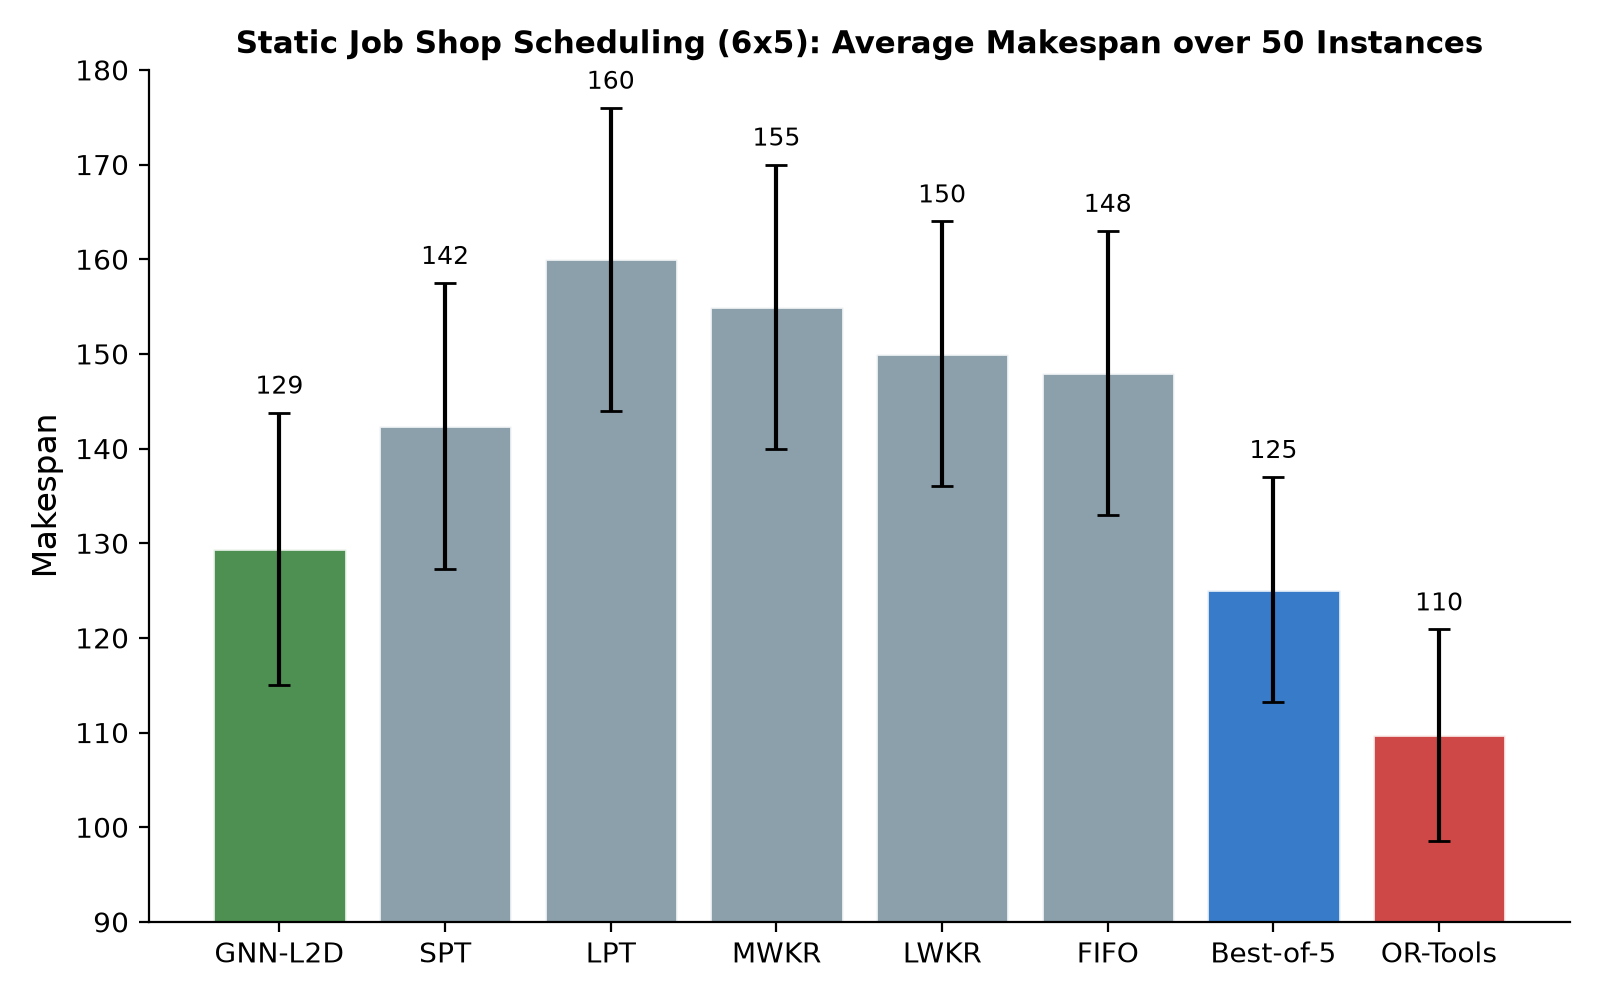 Static Job Shop Scheduling (6x5): Average Makespan over 50 Instances
Makespan
180
170
160
150
140
130
120
110
100
90
129
142
160
155
150
148
125
110
GNN-L2D
SPT
LPT
MWKR
LWKR
FIFO
Best-of-5
OR-Tools